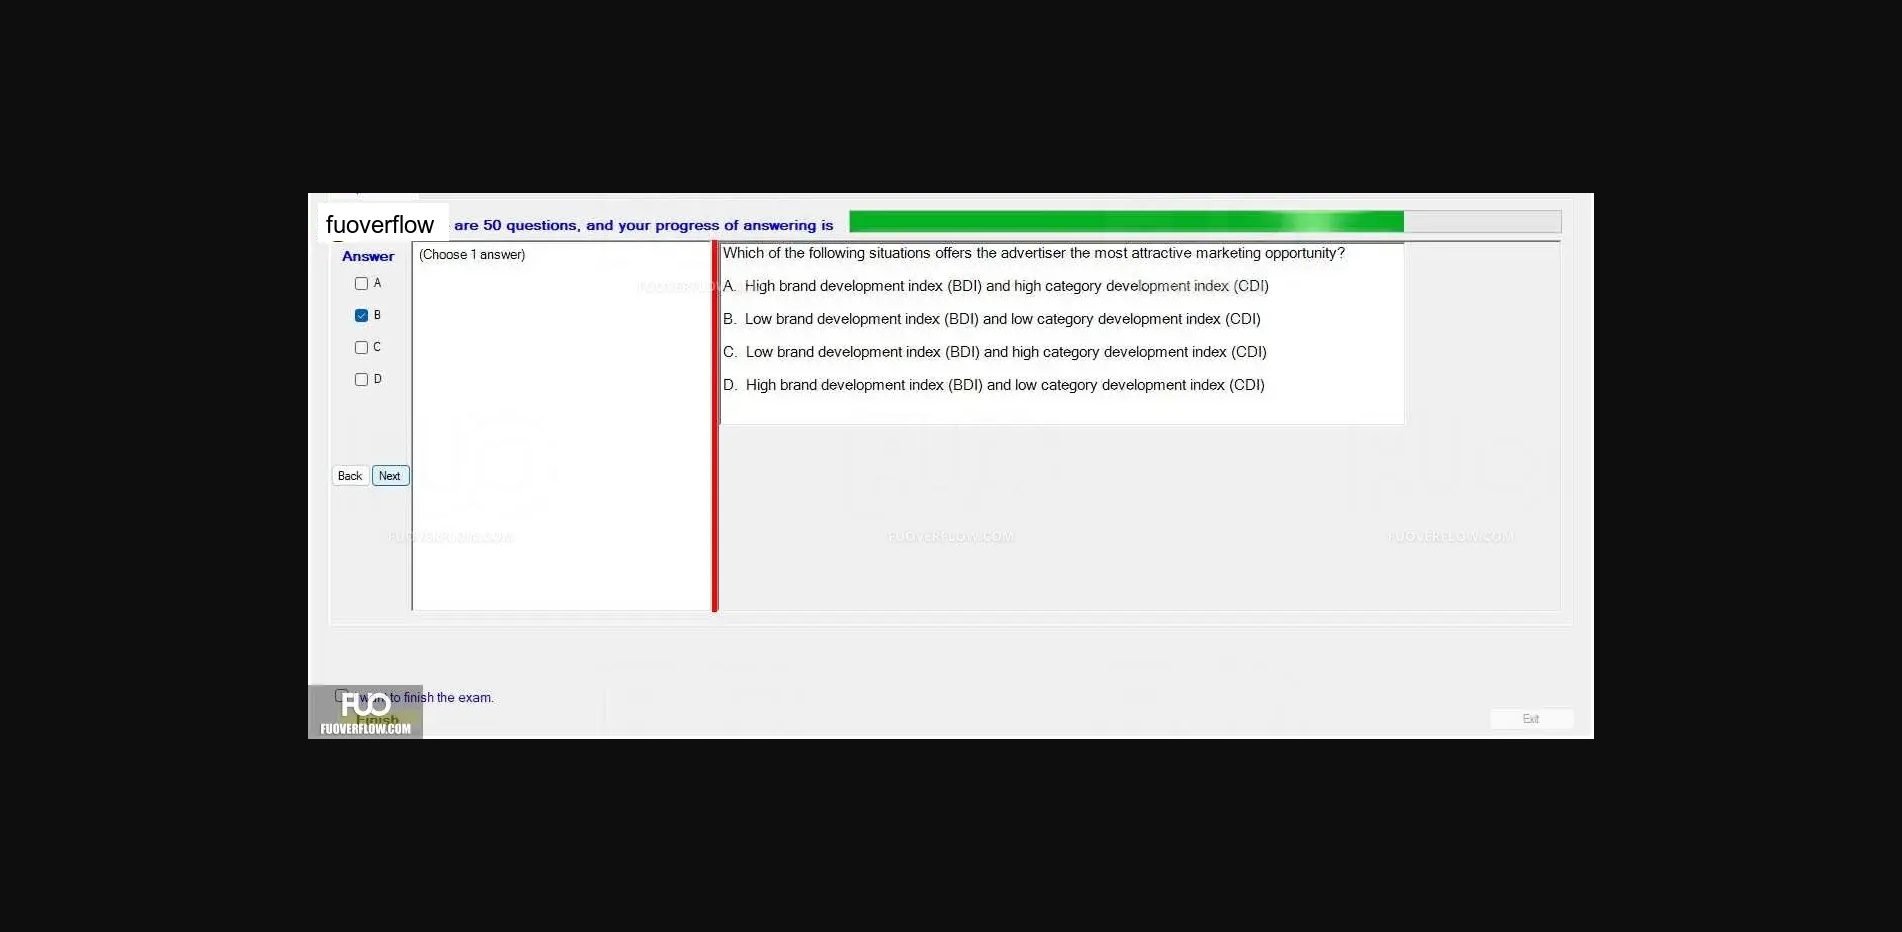 fuoverflow are 50 questions, and your progress of answering is
Answer
(Choose 1 answer)
A
B
C
D
Back Next
Which of the following situations offers the advertiser the most attractive marketing opportunity?
A. High brand development index (BDI) and high category development index (CDI)
B. Low brand development index (BDI) and low category development index (CDI)
C. Low brand development index (BDI) and high category development index (CDI)
D. High brand development index (BDI) and low category development index (CDI)
FUOVERFLOW.COM FUOVERFLOW.COM FUOVERFLOW.COM
want to finish the exam.
FUO
Finish
FUOVERFLOW.COM
Exit